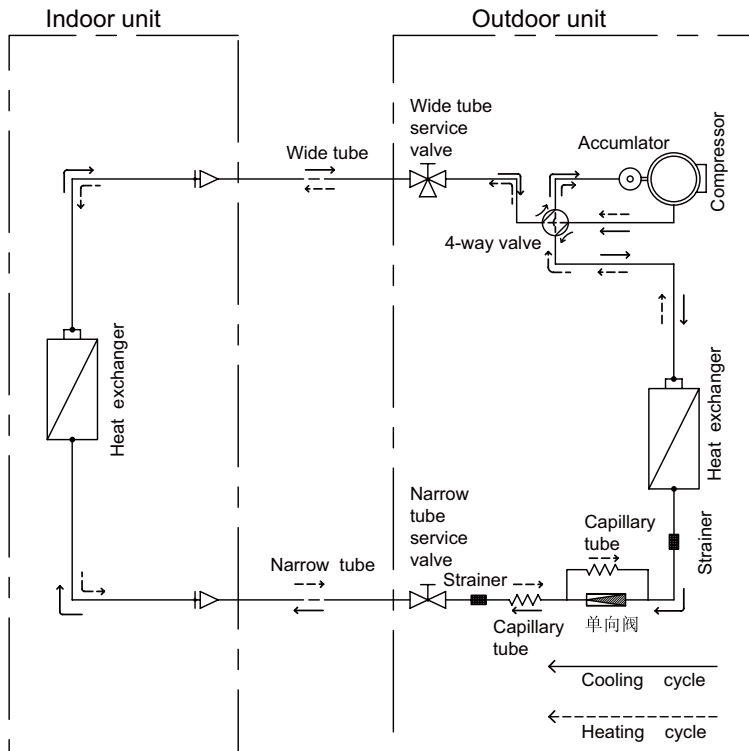 Indoor unit
Outdoor unit
Wide tube
service
valve
Accumlator
Compressor
Wide tube
4-way valve
Heat exchanger
Heat exchanger
Narrow
tube
service
valve
Capillary
tube
Strainer
Narrow tube
Strainer
Capillary
tube
单向阀
Cooling cycle
Heating cycle